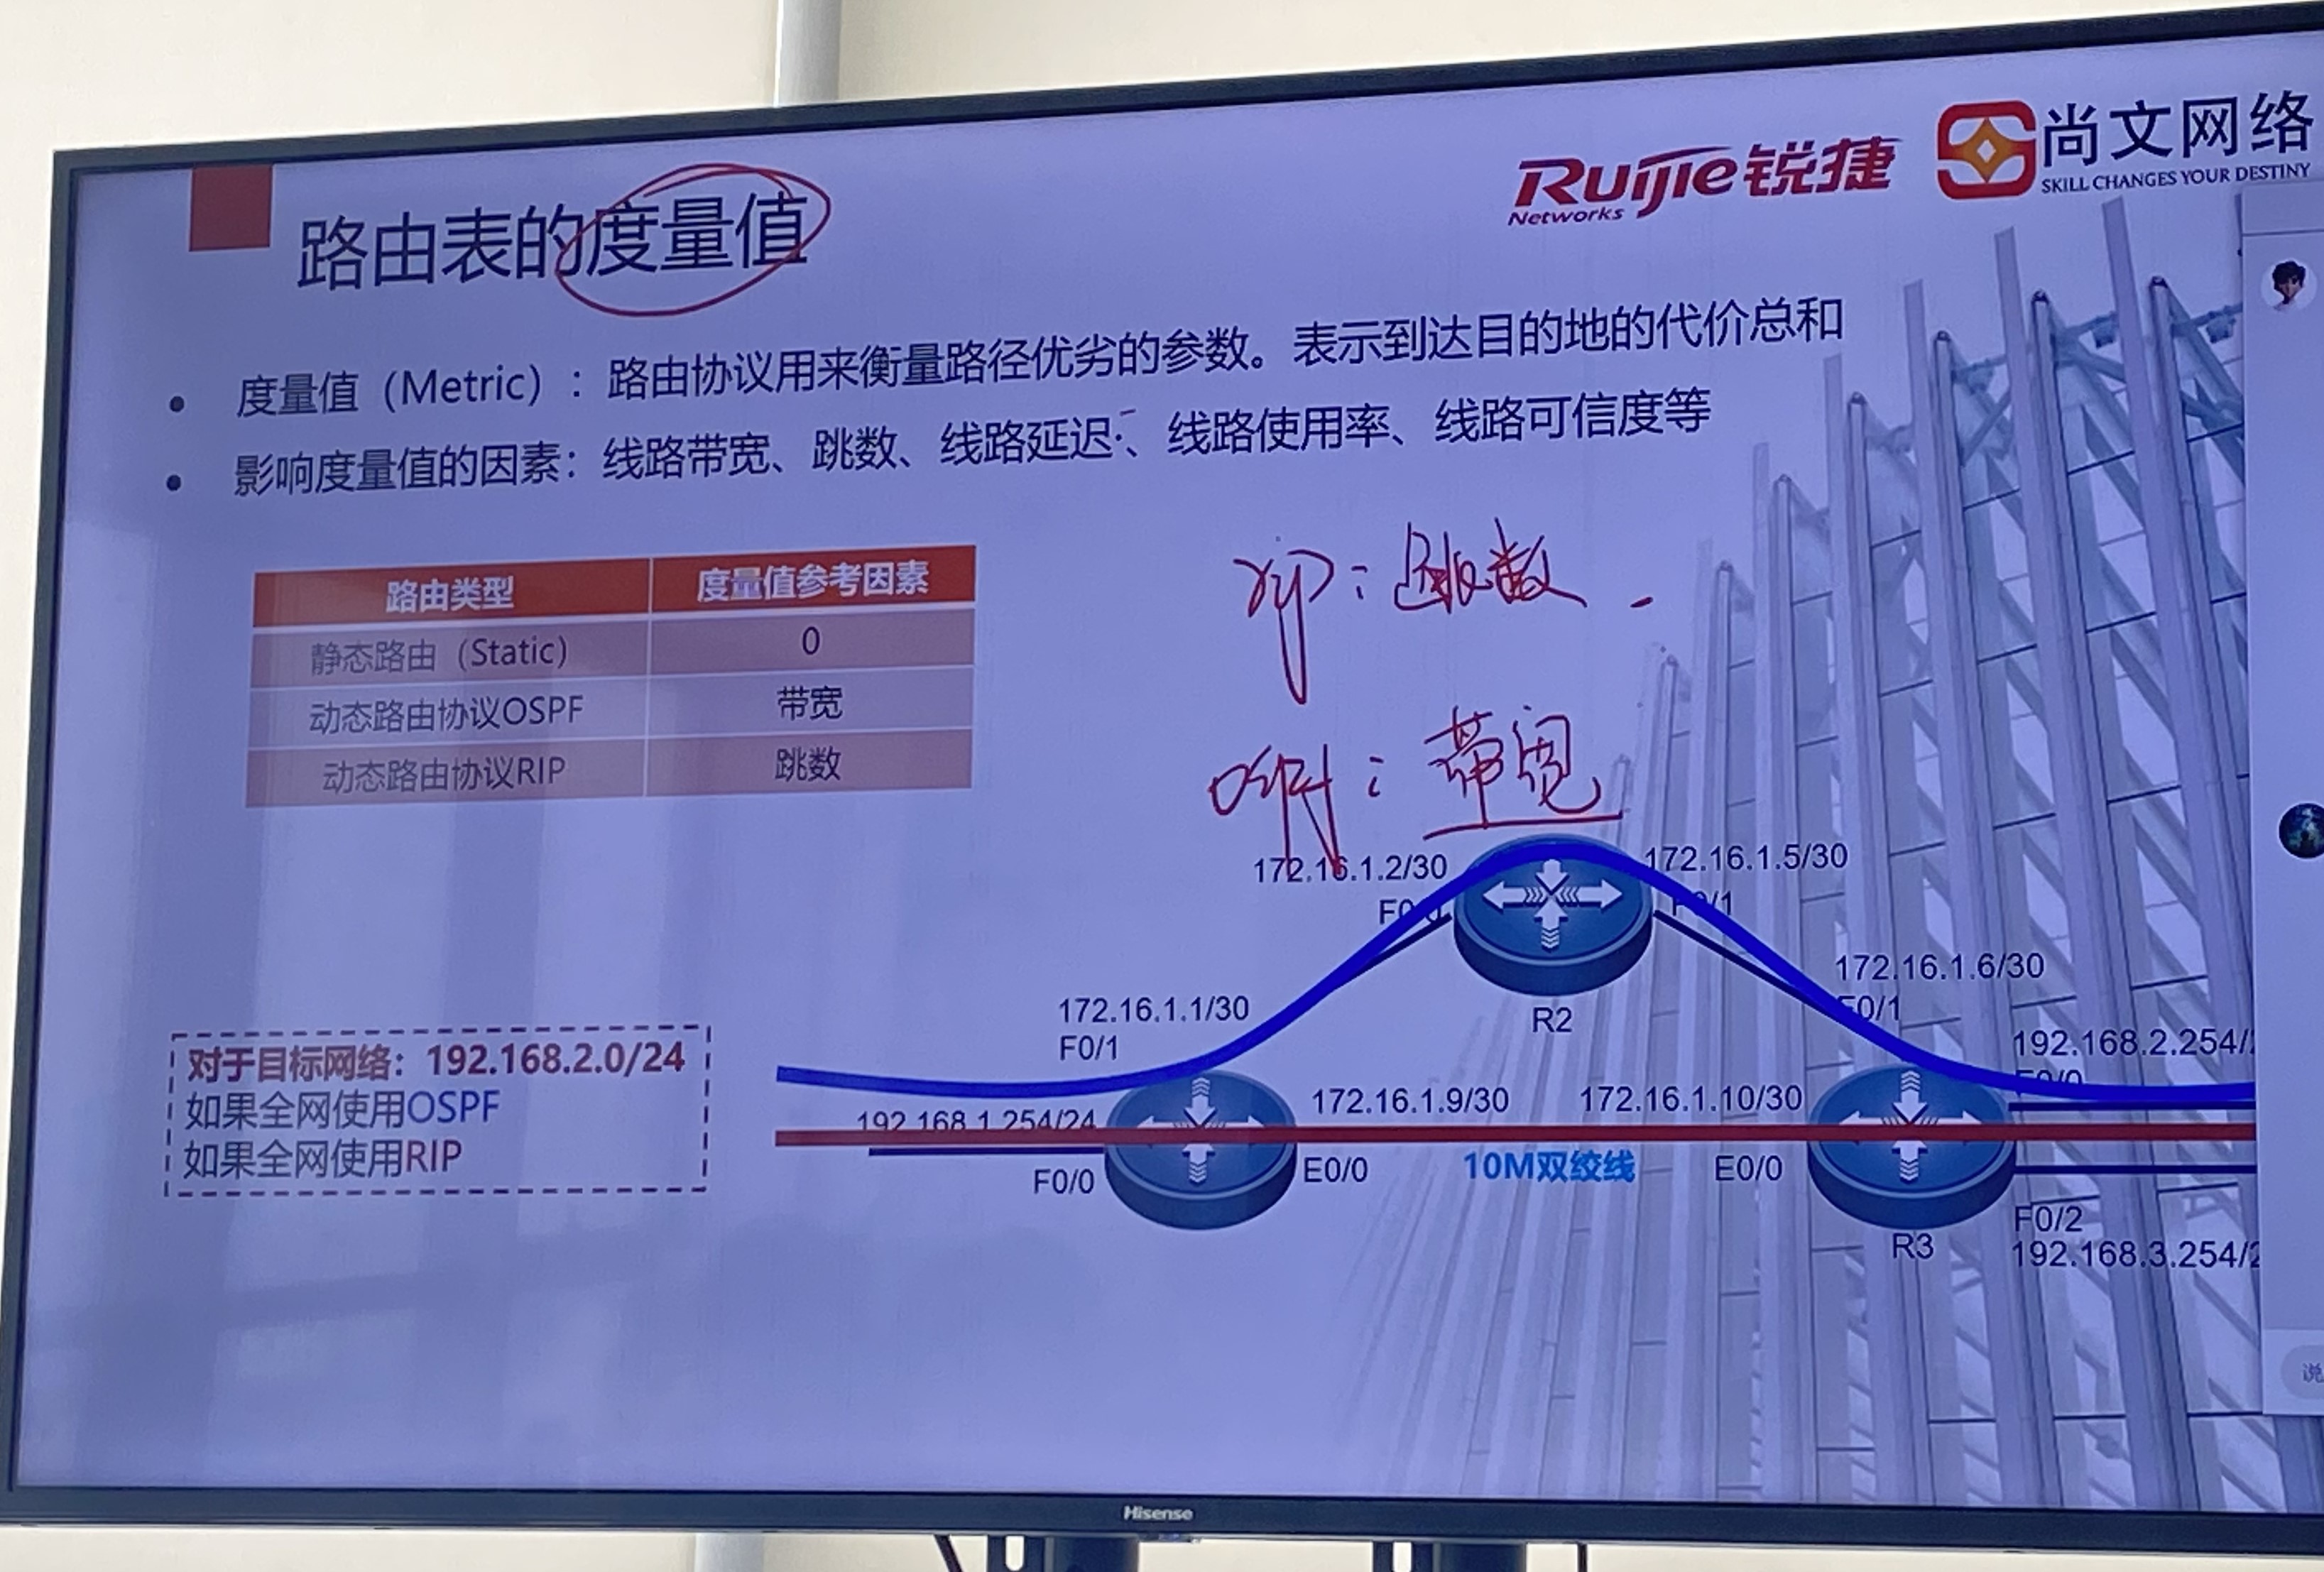 Ruijie锐捷
Networks
尚文网络
SKILL CHANGES YOUR DESTINY
路由表的度量值
• 度量值（Metric）：路由协议用来衡量路径优劣的参数。表示到达目的地的代价总和
• 影响度量值的因素：线路带宽、跳数、线路延迟、线路使用率、线路可信度等
路由类型 度量值参考因素
静态路由（Static） 0
动态路由协议OSPF 带宽
动态路由协议RIP 跳数
rip：跳数
ospf：带宽
172.16.1.2/30
F0/0
172.16.1.5/30
F0/1
R2
172.16.1.1/30
F0/1
172.16.1.6/30
F0/1
192.168.2.254/
F0/0
对于目标网络：192.168.2.0/24
如果全网使用OSPF
如果全网使用RIP
192.168.1.254/24
F0/0
172.16.1.9/30
E0/0
10M双绞线
172.16.1.10/30
E0/0
R3
F0/2
192.168.3.254/2
说
Hisense